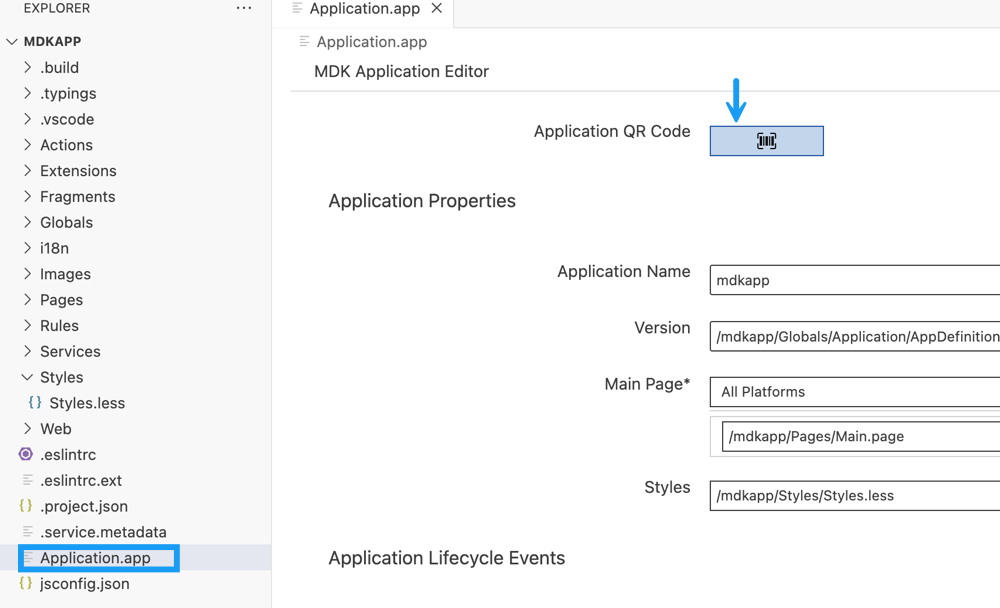 EXPLORER
MDKAPP
.build
.typings
.vscode
Actions
Extensions
Fragments
Globals
i18n
Images
Pages
Rules
Services
Styles
{} Styles.less
Web
.eslintrc
.eslintrc.ext
{} .project.json
.service.metadata
Application.app
{} jsconfig.json
Application.app
Application.app
MDK Application Editor
Application QR Code
Application Properties
Application Name
mdkapp
Version
/mdkapp/Globals/Application/AppDefinition
Main Page*
All Platforms
/mdkapp/Pages/Main.page
Styles
/mdkapp/Styles/Styles.less
Application Lifecycle Events